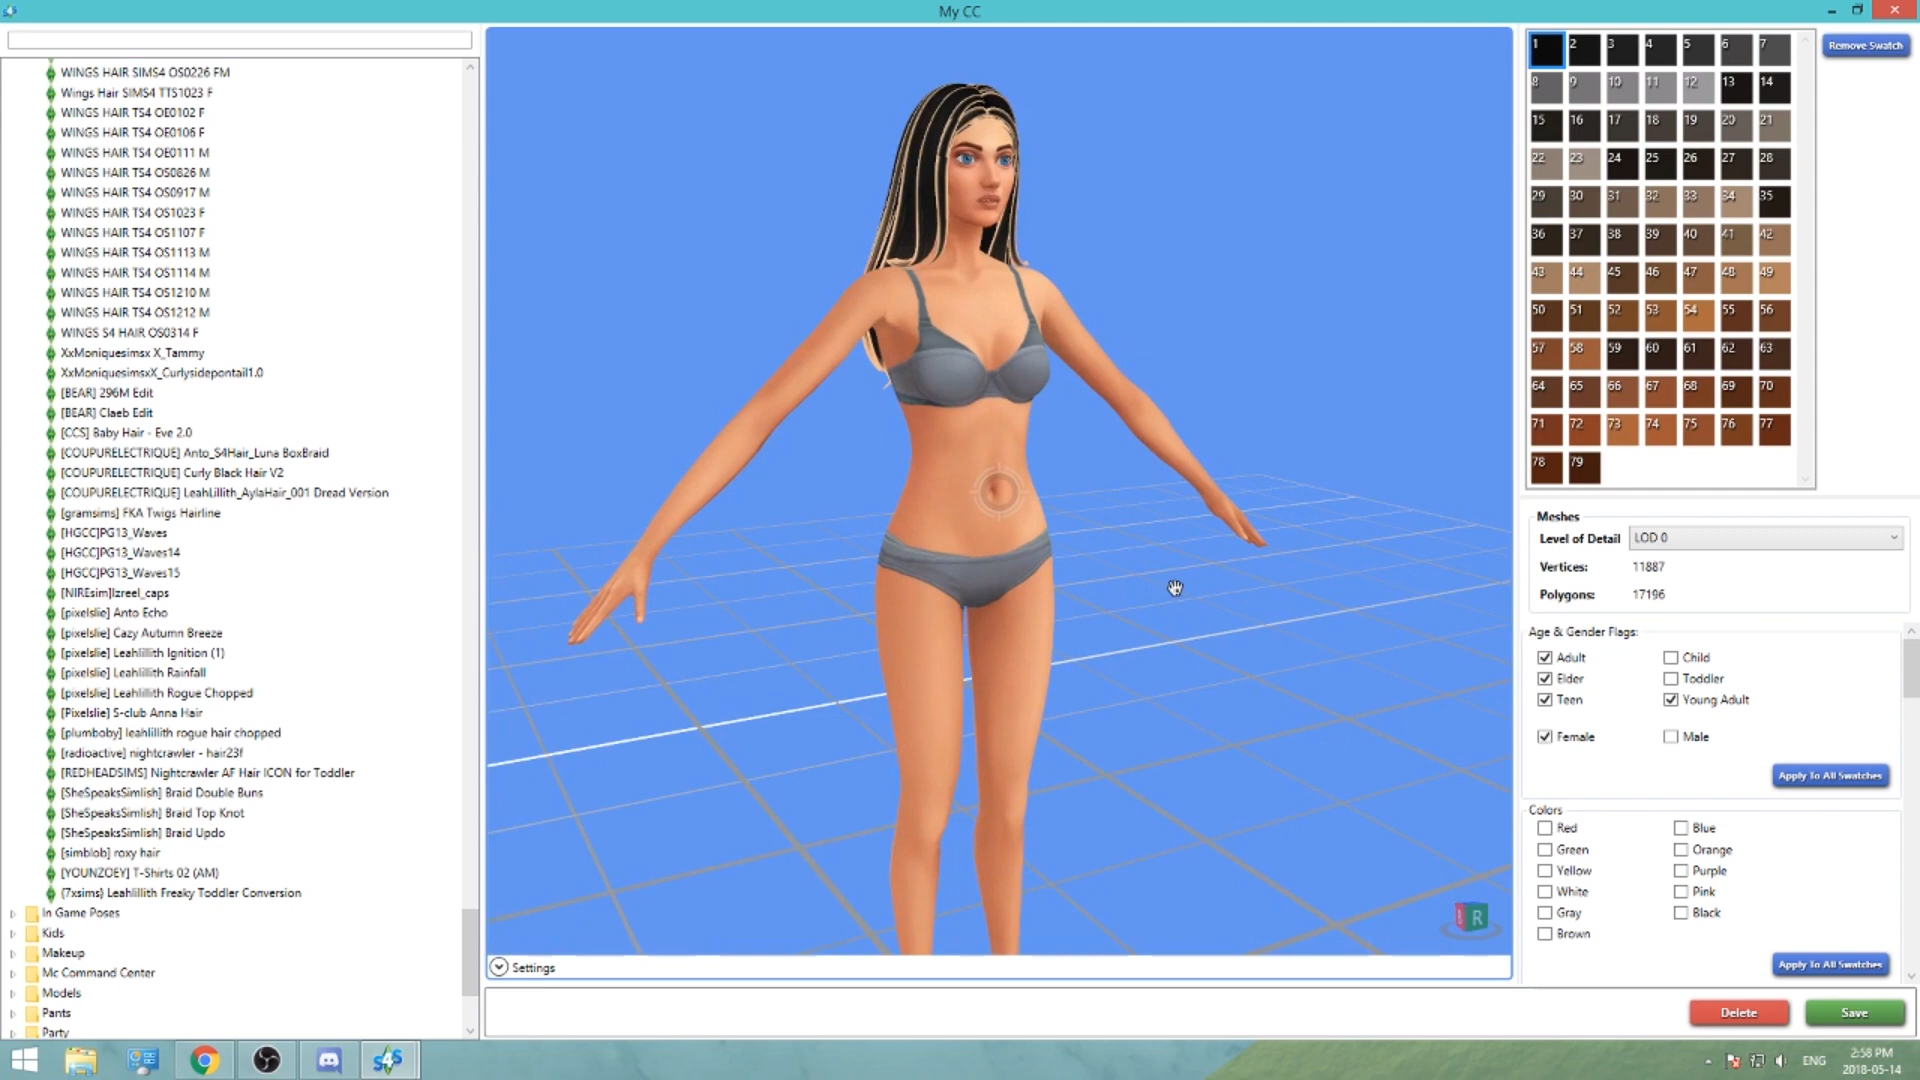 My CC
WINGS HAIR SIMS4 OS0226 FM
Wings Hair SIMS4 TTS1023 F
WINGS HAIR TS4 OE0102 F
WINGS HAIR TS4 OE0106 F
WINGS HAIR TS4 OE0111 M
WINGS HAIR TS4 OS0826 M
WINGS HAIR TS4 OS0917 M
WINGS HAIR TS4 OS1023 F
WINGS HAIR TS4 OS1107 F
WINGS HAIR TS4 OS1113 M
WINGS HAIR TS4 OS1114 M
WINGS HAIR TS4 OS1210 M
WINGS HAIR TS4 OS1212 M
WINGS S4 HAIR OS0314 F
XxMoniquesimsx X_Tammy
XxMoniquesimsxX_Curlysidepontail1.0
[BEAR] 296M Edit
[BEAR] Claeb Edit
[CCS] Baby Hair - Eve 2.0
[COUPURELECTRIQUE] Anto_S4Hair_Luna BoxBraid
[COUPURELECTRIQUE] Curly Black Hair V2
[COUPURELECTRIQUE] LeahLillith_AylaHair_001 Dread Version
[gramsims] FKA Twigs Hairline
[HGCC]PG13_Waves
[HGCC]PG13_Waves14
[HGCC]PG13_Waves15
[NIREsim]Izreel_caps
[pixelslie] Anto Echo
[pixelslie] Cazy Autumn Breeze
[pixelslie] Leahlillith Ignition (1)
[pixelslie] Leahlillith Rainfall
[pixelslie] Leahlillith Rogue Chopped
[Pixelslie] S-club Anna Hair
[plumboby] leahlillith rogue hair chopped
[radioactive] nightcrawler - hair23f
[REDHEADSIMS] Nightcrawler AF Hair ICON for Toddler
[SheSpeaksSimlish] Braid Double Buns
[SheSpeaksSimlish] Braid Top Knot
[SheSpeaksSimlish] Braid Updo
[simblob] roxy hair
[YOUNZOEY] T-Shirts 02 (AM)
{7xsims} Leahlillith Freaky Toddler Conversion
In Game Poses
Kids
Makeup
Mc Command Center
Models
Pants
Party
R
Settings
1 2 3 4 5 6 7
8 9 10 11 12 13 14
15 16 17 18 19 20 21
22 23 24 25 26 27 28
29 30 31 32 33 34 35
36 37 38 39 40 41 42
43 44 45 46 47 48 49
50 51 52 53 54 55 56
57 58 59 60 61 62 63
64 65 66 67 68 69 70
71 72 73 74 75 76 77
78 79
Remove Swatch
Meshes
Level of Detail LOD 0
Vertices: 11887
Polygons: 17196
Age & Gender Flags:
Adult Child
Elder Toddler
Teen Young Adult
Female Male
Apply To All Swatches
Colors
Red Blue
Green Orange
Yellow Purple
White Pink
Gray Black
Brown
Apply To All Swatches
Delete Save
S4S
ENG
2:58 PM
2018-05-14